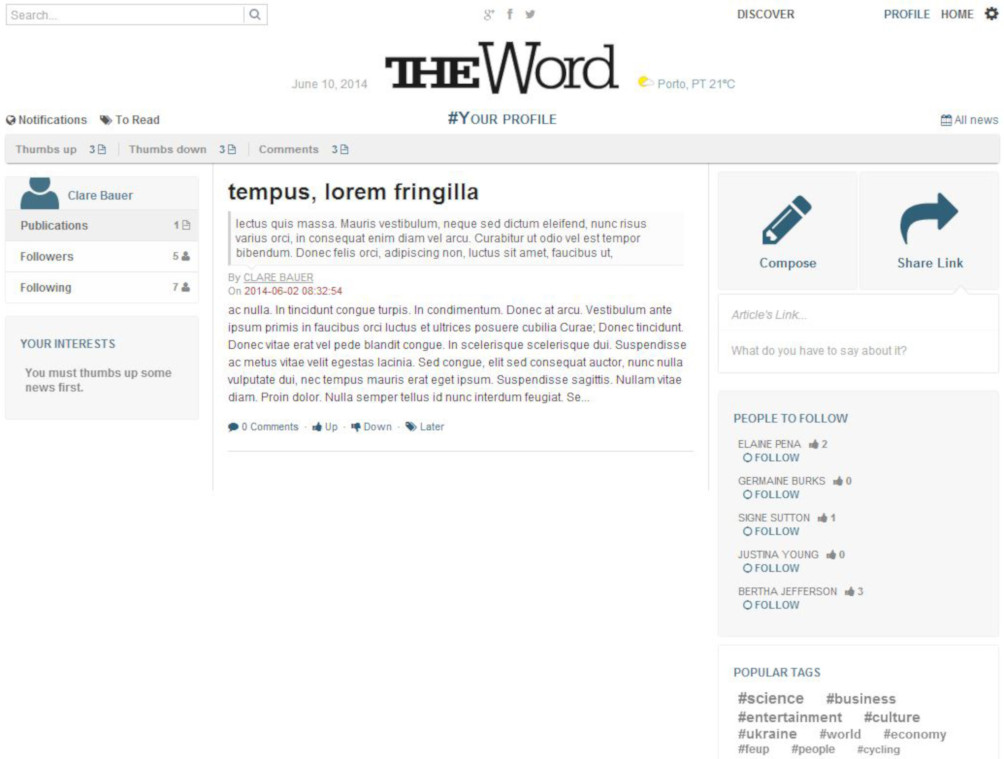 Search...
g+ f
DISCOVER
PROFILE HOME
June 10, 2014
THE Word
Porto, PT 21ºC
Notifications To Read
#YOUR PROFILE
All news
Thumbs up 3 Thumbs down 3 Comments 3
Clare Bauer
Publications 1
Followers 5
Following 7
YOUR INTERESTS
You must thumbs up some
news first.
tempus, lorem fringilla
lectus quis massa. Mauris vestibulum, neque sed dictum eleifend, nunc risus
varius orci, in consequat enim diam vel arcu. Curabitur ut odio vel est tempor
bibendum. Donec felis orci, adipiscing non, luctus sit amet, faucibus ut,
By CLARE BAUER
On 2014-06-02 08:32:54
ac nulla. In tincidunt congue turpis. In condimentum. Donec at arcu. Vestibulum ante
ipsum primis in faucibus orci luctus et ultrices posuere cubilia Curae; Donec tincidunt.
Donec vitae erat vel pede blandit congue. In scelerisque scelerisque dui. Suspendisse
ac metus vitae velit egestas lacinia. Sed congue, elit sed consequat auctor, nunc nulla
vulputate dui, nec tempus mauris erat eget ipsum. Suspendisse sagittis. Nullam vitae
diam. Proin dolor. Nulla semper tellus id nunc interdum feugiat. Se...
0 Comments · Up · Down · Later
Compose
Share Link
Article's Link...
What do you have to say about it?
PEOPLE TO FOLLOW
ELAINE PENA 2
FOLLOW
GERMAINE BURKS 0
FOLLOW
SIGNE SUTTON 1
FOLLOW
JUSTINA YOUNG 0
FOLLOW
BERTHA JEFFERSON 3
FOLLOW
POPULAR TAGS
#science #business
#entertainment #culture
#ukraine #world #economy
#feup #people #cycling